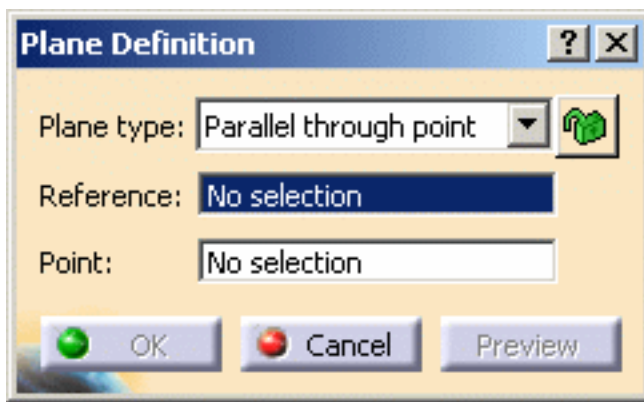 Plane Definition ? X
Plane type: Parallel through point
Reference: No selection
Point: No selection
OK Cancel Preview